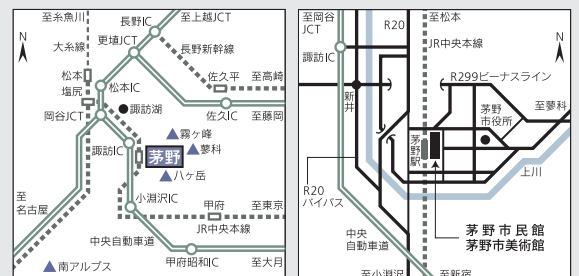 至糸魚川
長野IC
至上越JCT
更埴JCT
N
大糸線
長野新幹線
松本
佐久平
至高崎
塩尻
松本IC
岡谷JCT
諏訪湖
佐久IC
至藤岡
霧ヶ峰
諏訪IC
茅野
蓼科
八ヶ岳
至
名古屋
小淵沢IC
甲府
至東京
JR中央本線
中央自動車道
南アルプス
甲府昭和IC
至大月
至岡谷
JCT
R20
至松本
N
JR中央本線
諏訪IC
R299ビーナスライン
新井
茅野
市役所
至蓼科
茅野駅
上川
R20
バイパス
茅野市民館
茅野市美術館
中央
自動車道
至小淵沢
至新宿